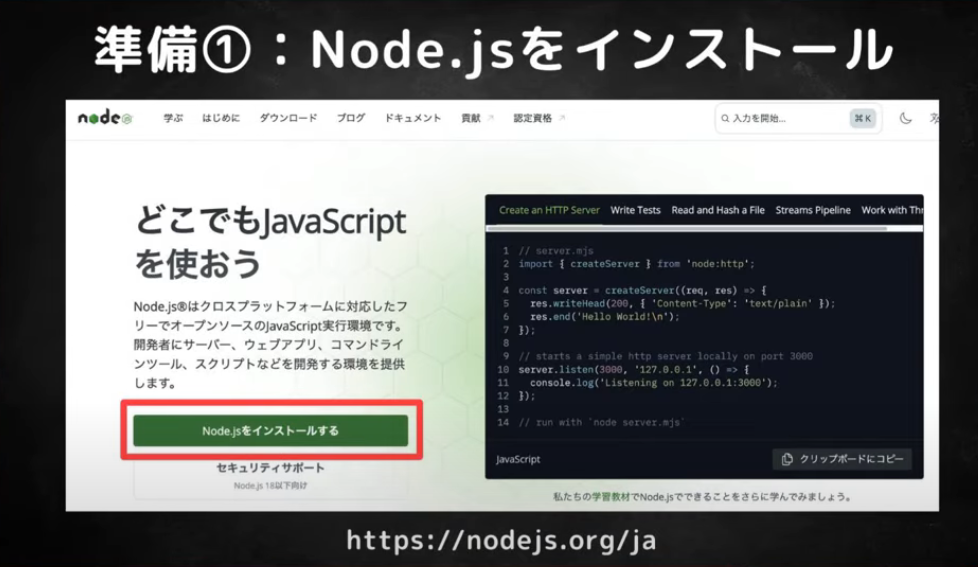 準備①：Node.jsをインストール
node
学ぶ はじめに ダウンロード ブログ ドキュメント 貢献 認定資格 入力を開始... ⌘ K
どこでもJavaScript
を使おう
Node.js®はクロスプラットフォームに対応したフ
リーでオープンソースのJavaScript実行環境です。
開発者にサーバー、ウェブアプリ、コマンドライ
ンツール、スクリプトなどを開発する環境を提供
します。
Node.jsをインストールする
セキュリティサポート
Node.js 18以下向け
Create an HTTP Server Write Tests Read and Hash a File Streams Pipeline Work with Thr
1 // server.mjs
2 import { createServer } from 'node:http';
3
4 const server = createServer((req, res) => {
5 res.writeHead(200, { 'Content-Type': 'text/plain' });
6 res.end('Hello World!\n');
7 });
8
9 // starts a simple http server locally on port 3000
10 server.listen(3000, '127.0.0.1', () => {
11 console.log('Listening on 127.0.0.1:3000');
12 });
13
14 // run with `node server.mjs`
JavaScript クリップボードにコピー
私たちの学習教材でNode.jsでできることをさらに学んでみましょう。
https://nodejs.org/ja